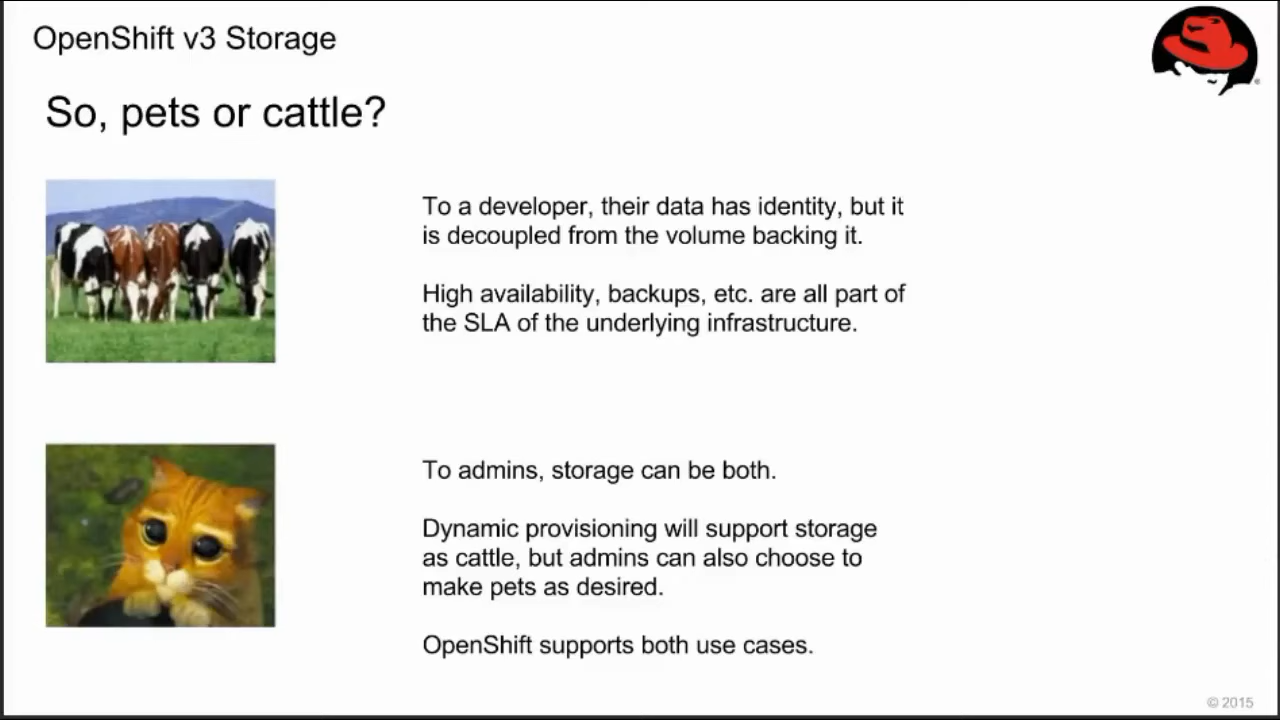 OpenShift v3 Storage
So, pets or cattle?
To a developer, their data has identity, but it
is decoupled from the volume backing it.
High availability, backups, etc. are all part of
the SLA of the underlying infrastructure.
To admins, storage can be both.
Dynamic provisioning will support storage
as cattle, but admins can also choose to
make pets as desired.
OpenShift supports both use cases.
© 2015